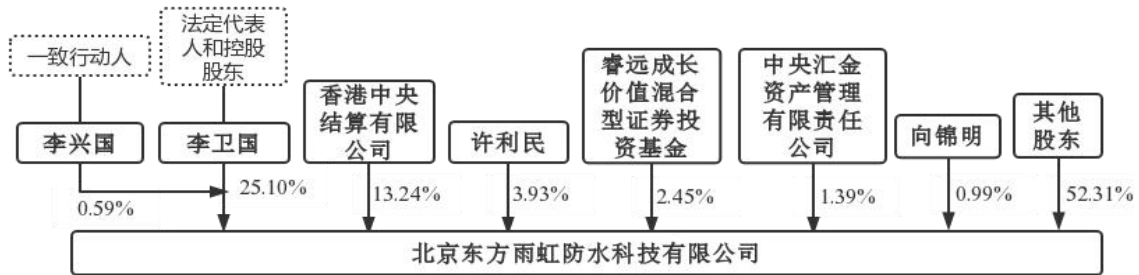 一致行动人
法定代表
人和控股
股东
李兴国
李卫国
香港中央
结算有限
公司
许利民
睿远成长
价值混合
型证券投
资基金
中央汇金
资产管理
有限责任
公司
向锦明
其他
股东
0.59%
25.10%
13.24%
3.93%
2.45%
1.39%
0.99%
52.31%
北京东方雨虹防水科技有限公司